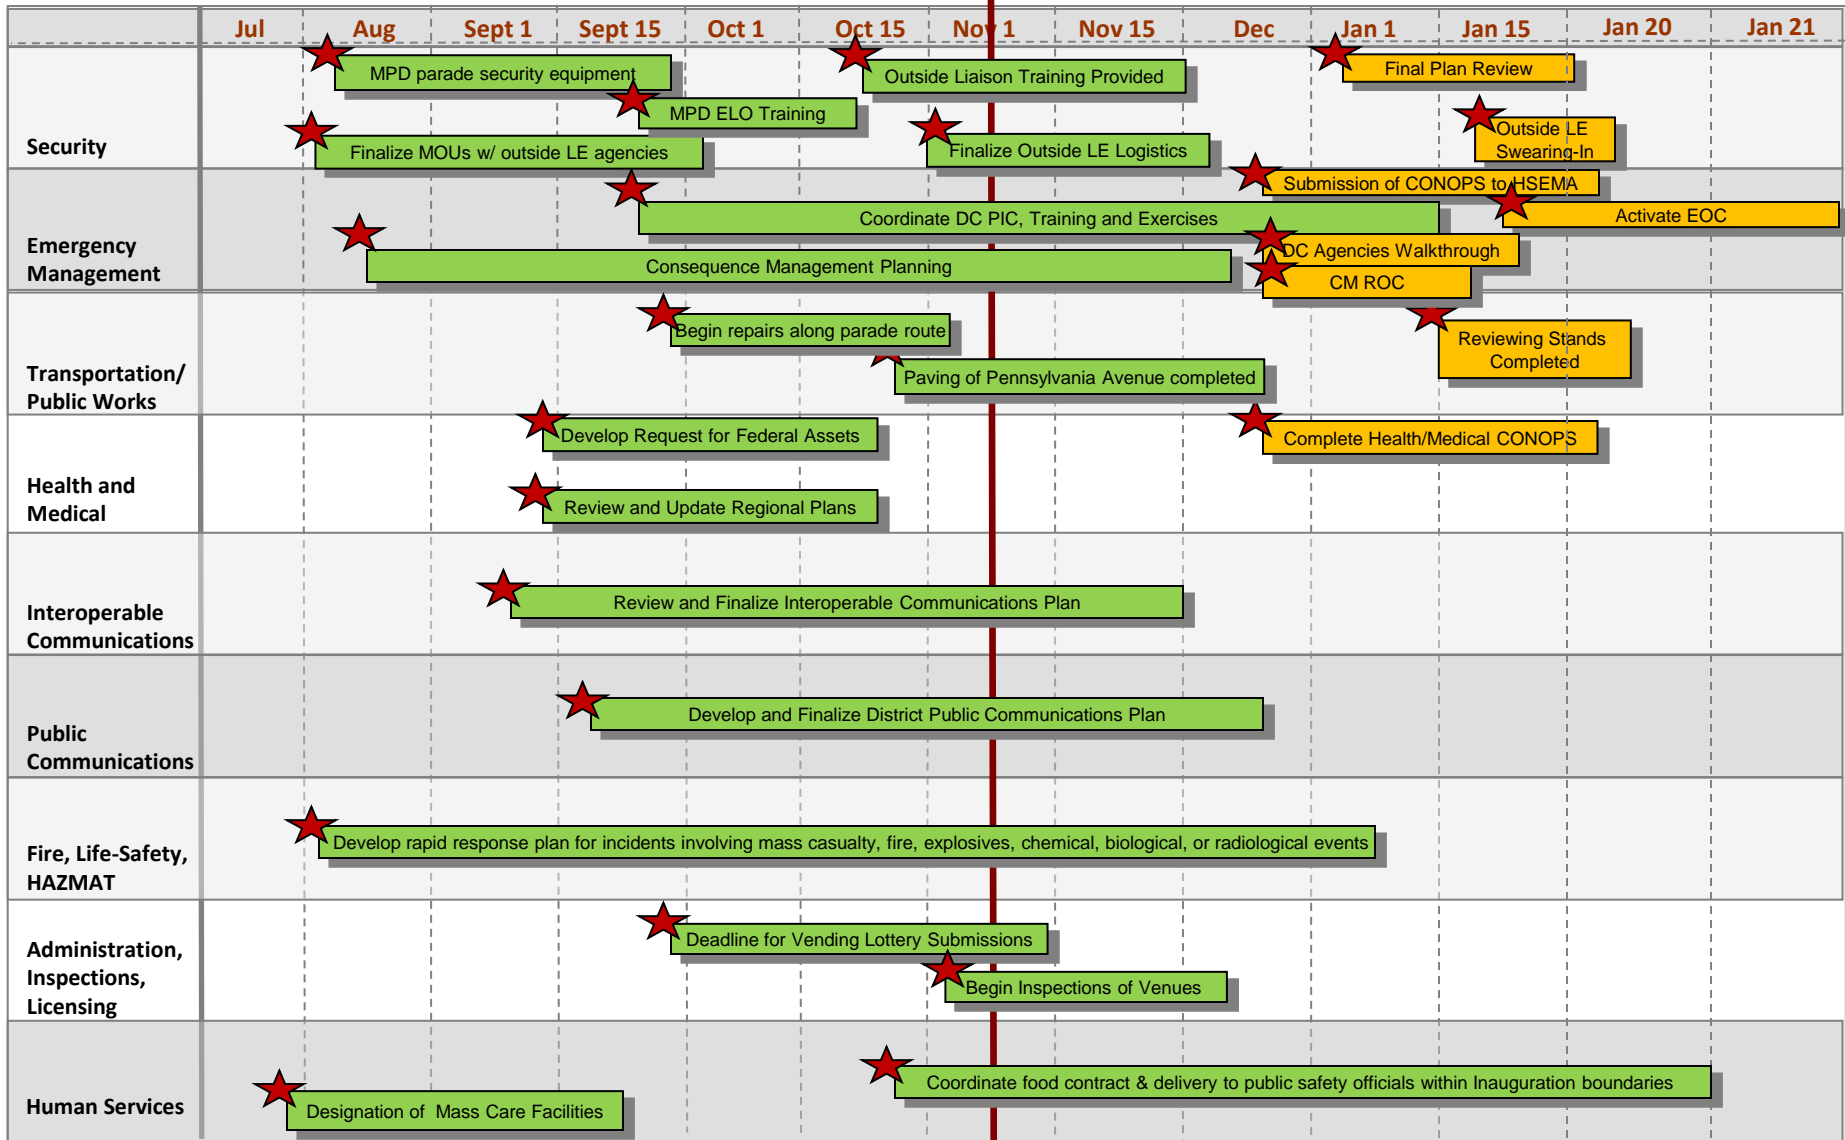 Jul Aug Sept 1 Sept 15 Oct 1 Oct 15 Nov 1 Nov 15 Dec Jan 1 Jan 15 Jan 20 Jan 21
Security
MPD parade security equipment
Outside Liaison Training Provided
Final Plan Review
MPD ELO Training
Outside LE
Swearing-In
Finalize MOUs w/ outside LE agencies
Finalize Outside LE Logistics
Emergency
Management
Submission of CONOPS to HSEMA
Coordinate DC PIC, Training and Exercises
Activate EOC
DC Agencies Walkthrough
Consequence Management Planning
CM ROC
Transportation/
Public Works
Begin repairs along parade route
Reviewing Stands
Completed
Paving of Pennsylvania Avenue completed
Health and
Medical
Develop Request for Federal Assets
Complete Health/Medical CONOPS
Review and Update Regional Plans
Interoperable
Communications
Review and Finalize Interoperable Communications Plan
Public
Communications
Develop and Finalize District Public Communications Plan
Fire, Life-Safety,
HAZMAT
Develop rapid response plan for incidents involving mass casualty, fire, explosives, chemical, biological, or radiological events
Administration,
Inspections,
Licensing
Deadline for Vending Lottery Submissions
Begin Inspections of Venues
Human Services
Coordinate food contract & delivery to public safety officials within Inauguration boundaries
Designation of Mass Care Facilities